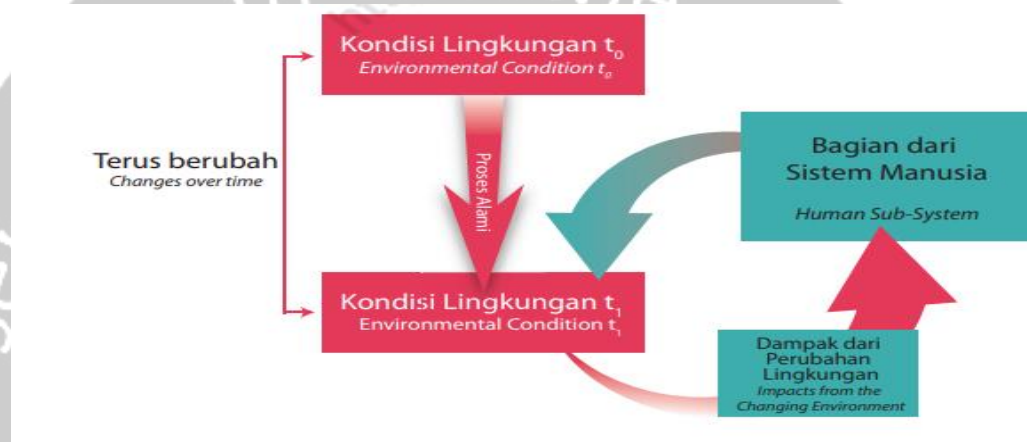 Kondisi Lingkungan t0
Environmental Condition t0
Terus berubah
Changes over time
Proses Alami
Bagian dari
Sistem Manusia
Human Sub-System
Kondisi Lingkungan t1
Environmental Condition t1
Dampak dari
Perubahan
Lingkungan
Impacts from the
Changing Environment